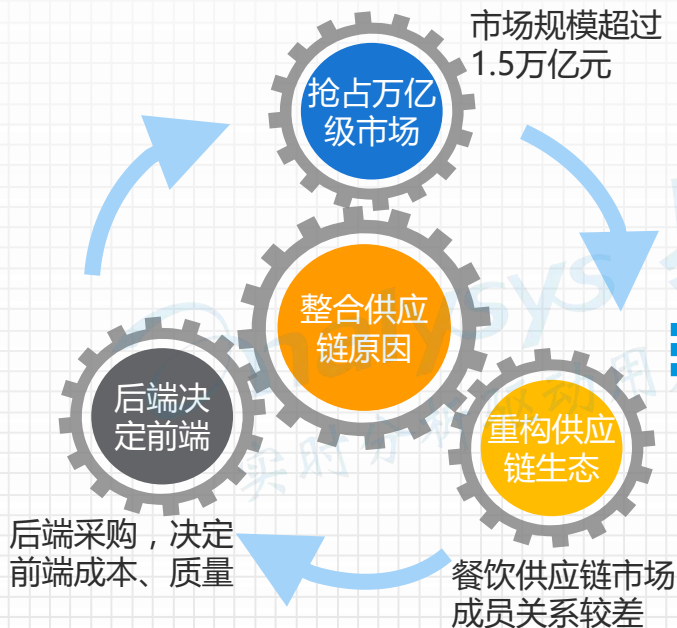 市场规模超过
1.5万亿元
抢占万亿
级市场
整合供应
链原因
后端决
定前端
重构供应
链生态
后端采购，决定
前端成本、质量
餐饮供应链市场
成员关系较差